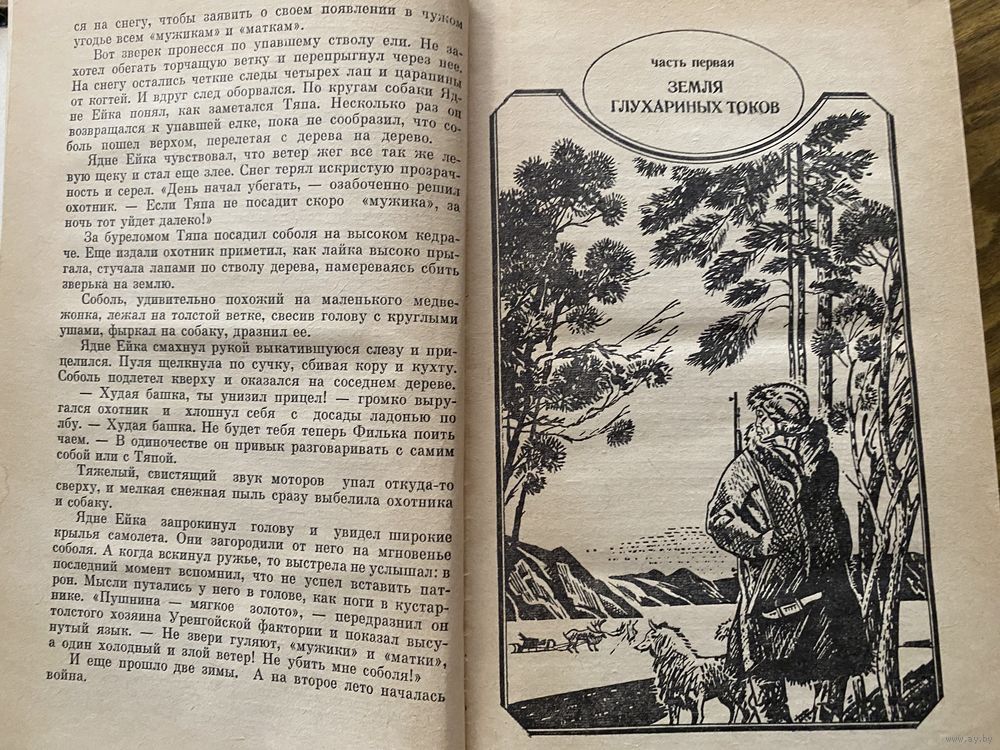 ся на снегу, чтобы заявить о своем появлении в чужом
угодье всем «мужикам» и «маткам».
Вот зверек пронесся по упавшему стволу ели. Не за-
хотел обегать торчащую ветку и перепрыгнул через нее.
На снегу остались четкие следы четырех лап и царапины
от когтей. И вдруг след оборвался. По кругам собаки Яд-
не Ейка понял, как заметался Тяпа. Несколько раз он
возвращался к упавшей елке, пока не сообразил, что со-
боль пошел верхом, перелетая с дерева на дерево.
Ядне Ейка чувствовал, что ветер жег все так же ле-
вую щеку и стал еще злее. Снег терял искристую прозрач-
ность и серел. «День начал убегать, — озабоченно решил
охотник. — Если Тяпа не посадит скоро «мужика», за
ночь тот уйдет далеко!»
За буреломом Тяпа посадил соболя на высоком кедра-
че. Еще издали охотник приметил, как лайка высоко пры-
гала, стучала лапами по стволу дерева, намереваясь сбить
зверька на землю.
Соболь, удивительно похожий на маленького медве-
жонка, лежал на толстой ветке, свесив голову с круглыми
ушами, фыркал на собаку, дразнил ее.
Ядне Ейка смахнул рукой выкатившуюся слезу и при-
целился. Пуля щелкнула по сучку, сбивая кору и кухту.
Соболь подлетел кверху и оказался на соседнем дереве.
— Худая башка, ты унизил прицел! — громко выру-
гался охотник и хлопнул себя с досады ладонью по
лбу. — Худая башка. Не будет тебя теперь Филька поить
чаем. — В одиночестве он привык разговаривать с самим
собой или с Тяпой.
Тяжелый, свистящий звук моторов упал откуда-то
сверху, и мелкая снежная пыль сразу выбелила охотника
и собаку.
Ядне Ейка запрокинул голову и увидел широкие
крылья самолета. Они загородили от него на мгновенье
соболя. А когда вскинул ружье, то выстрела не услышал: в
последний момент вспомнил, что не успел вставить пат-
рон. Мысли путались у него в голове, как ноги в кустар-
нике. «Пушнина — мягкое золото», — передразнил он
толстого хозяина Уренгойской фактории и показал высу-
нутый язык. — Не звери гуляют, «мужики» и «матки»,
а один холодный и злой ветер! Не убить мне соболя!»
И еще прошло две зимы. А на второе лето началась
война.
часть первая
ЗЕМЛЯ
ГЛУХАРИНЫХ ТОКОВ
www.ay.by